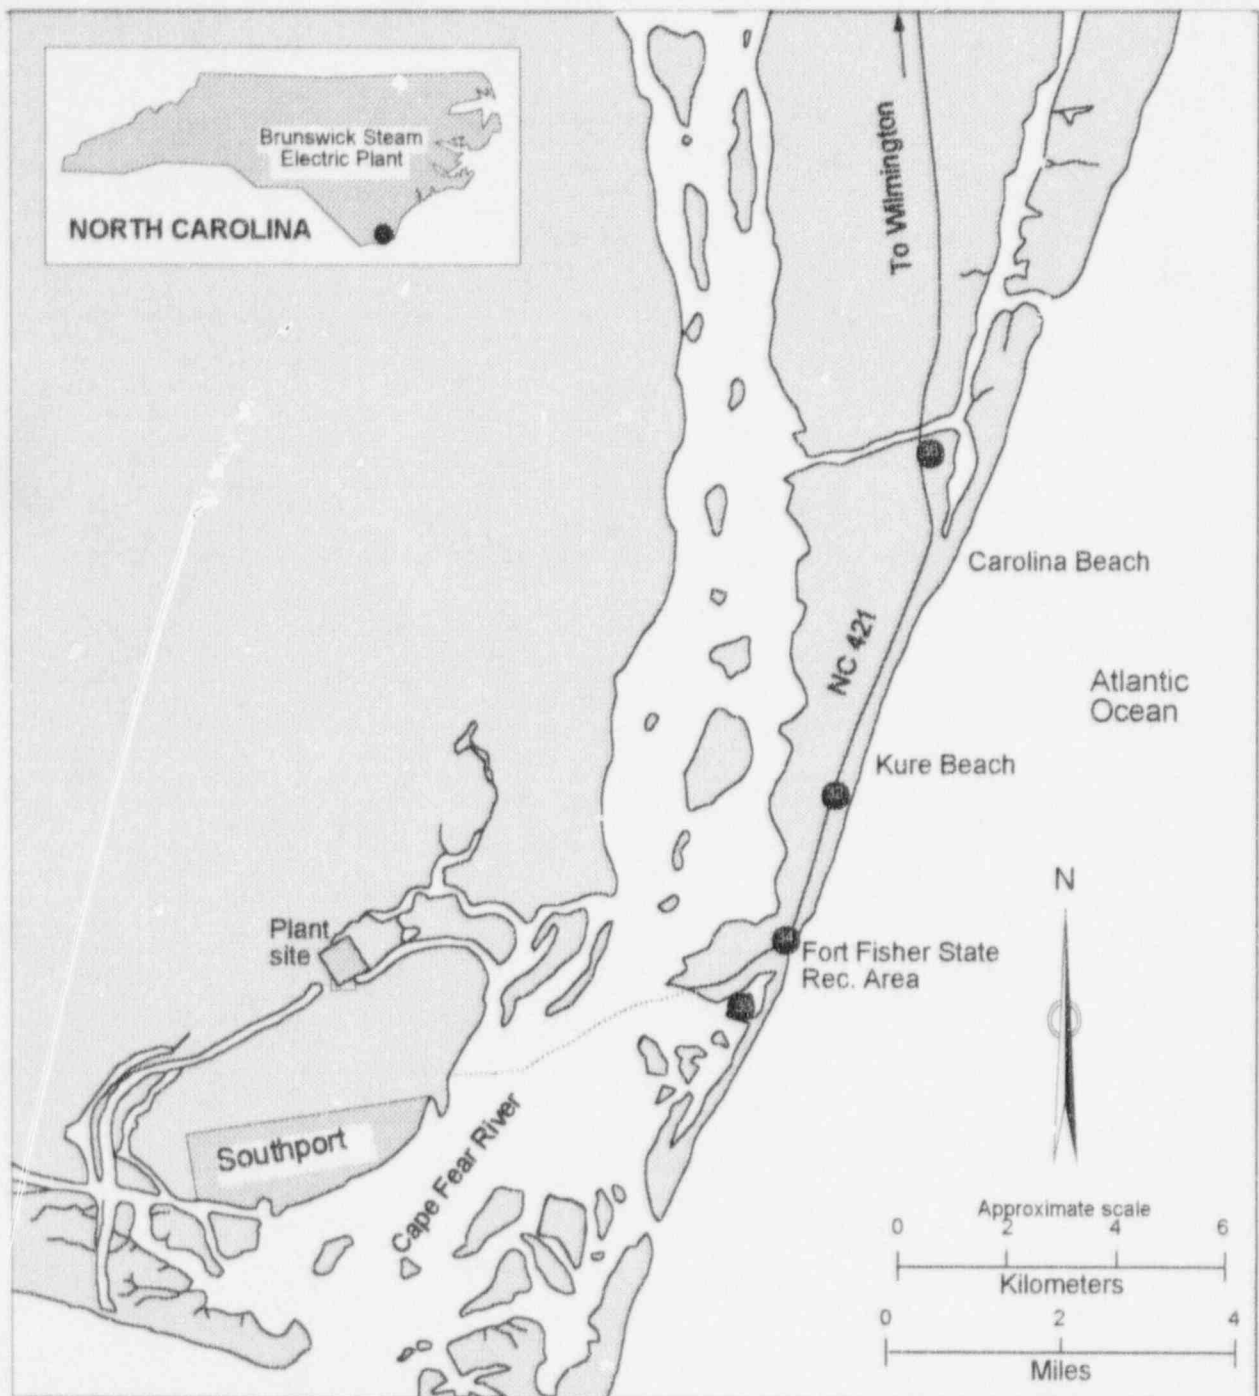 Brunswick Steam
Electric Plant
NORTH CAROLINA
To Wilmington
Carolina Beach
NC 421
Atlantic
Ocean
Kure Beach
N
Plant
site
Fort Fisher State
Rec. Area
Southport
Cape Fear River
Approximate scale
0 2 4 6
Kilometers
0 2 4
Miles